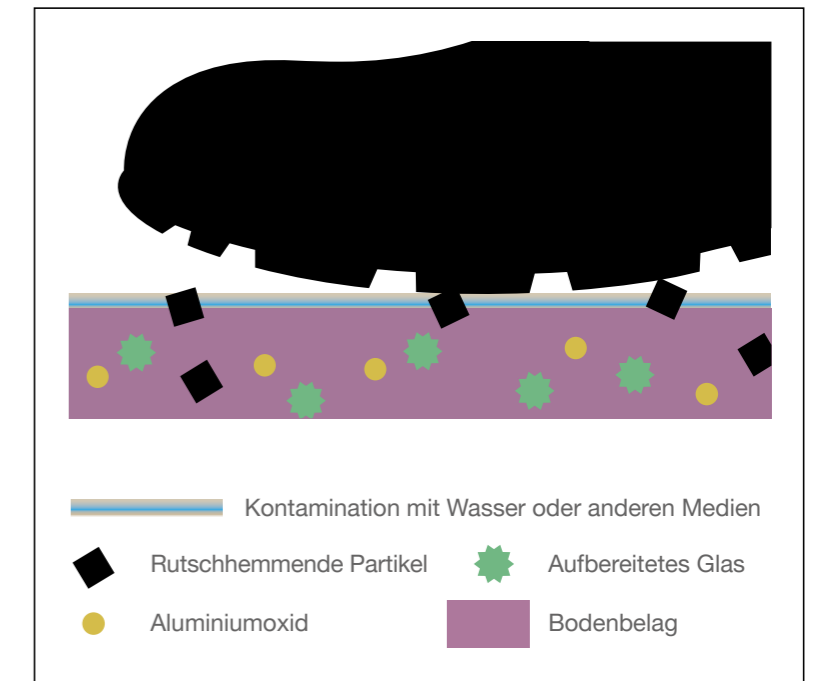 Kontamination mit Wasser oder anderen Medien
Rutschhemmende Partikel
Aufbereitetes Glas
Aluminiumoxid
Bodenbelag